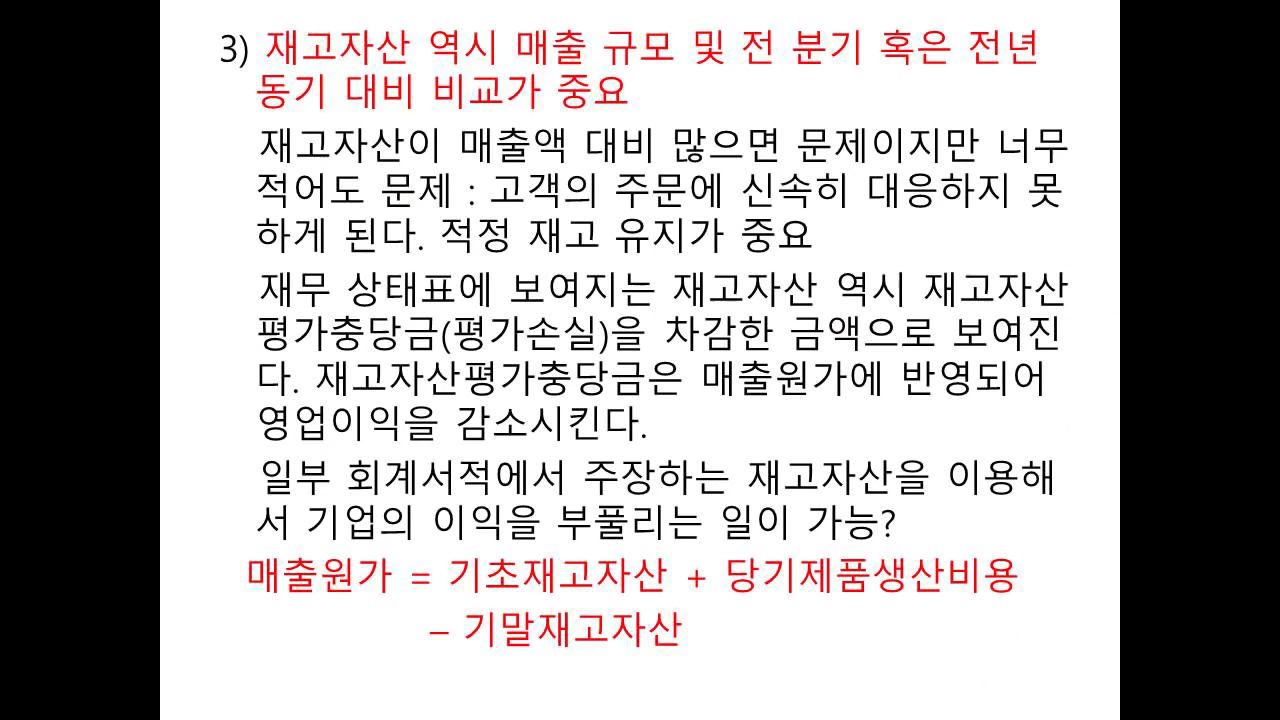 3) 재고자산 역시 매출 규모 및 전 분기 혹은 전년
동기 대비 비교가 중요
재고자산이 매출액 대비 많으면 문제이지만 너무
적어도 문제 : 고객의 주문에 신속히 대응하지 못
하게 된다. 적정 재고 유지가 중요
재무 상태표에 보여지는 재고자산 역시 재고자산
평가충당금(평가손실)을 차감한 금액으로 보여진
다. 재고자산평가충당금은 매출원가에 반영되어
영업이익을 감소시킨다.
일부 회계서적에서 주장하는 재고자산을 이용해
서 기업의 이익을 부풀리는 일이 가능?
매출원가 = 기초재고자산 + 당기제품생산비용
– 기말재고자산